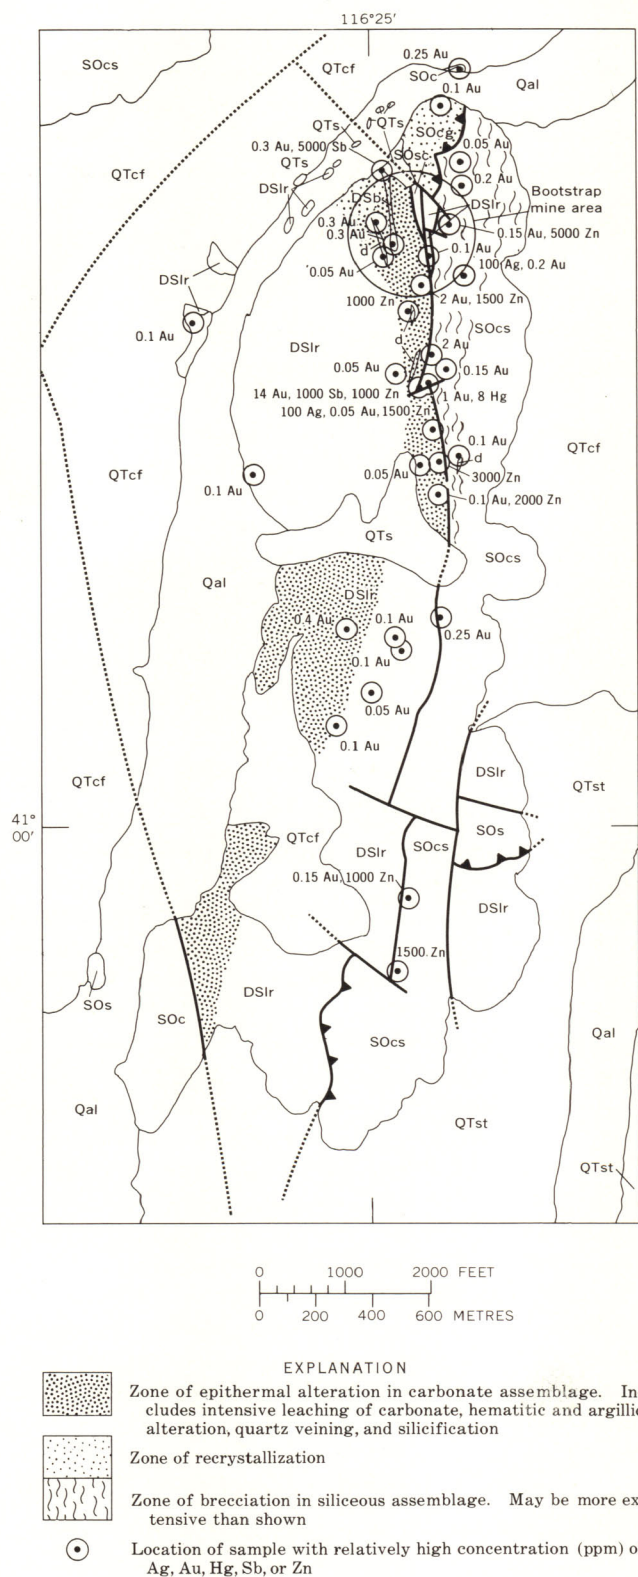 116°25'
SOcs
QTcf
0.25 Au
SOc
Qal
0.1 Au
QTs
QTs
SOcg
0.3 Au, 5000 Sb
SOsc
0.05 Au
QTs
0.2 Au
QTcf
DSlr
DSb
DSlr
Bootstrap
mine area
0.3 Au
0.15 Au, 5000 Zn
0.3 Au
d
0.1 Au
DSlr
0.05 Au
100 Ag, 0.2 Au
1000 Zn
2 Au, 1500 Zn
0.1 Au
DSlr
d
SOcs
2 Au
0.05 Au
0.15 Au
14 Au, 1000 Sb, 1000 Zn
1 Au, 8 Hg
100 Ag, 0.05 Au, 1500 Zn
0.1 Au
QTcf
QTcf
d
0.1 Au
0.05 Au
3000 Zn
0.1 Au, 2000 Zn
QTs
SOcs
Qal
DSlr
0.4 Au
0.1 Au
0.25 Au
0.1 Au
0.05 Au
0.1 Au
QTcf
DSlr
QTst
41°
00'
QTcf
DSlr
SOcs
SOs
0.15 Au, 1000 Zn
DSlr
1500 Zn
SOs
DSlr
SOc
SOcs
Qal
Qal
QTst
QTst
0 1000 2000 FEET
0 200 400 600 METRES
EXPLANATION
Zone of epithermal alteration in carbonate assemblage. In
cludes intensive leaching of carbonate, hematitic and argilli
alteration, quartz veining, and silicification
Zone of recrystallization
Zone of brecciation in siliceous assemblage. May be more ex
tensive than shown
Location of sample with relatively high concentration (ppm) o
Ag, Au, Hg, Sb, or Zn